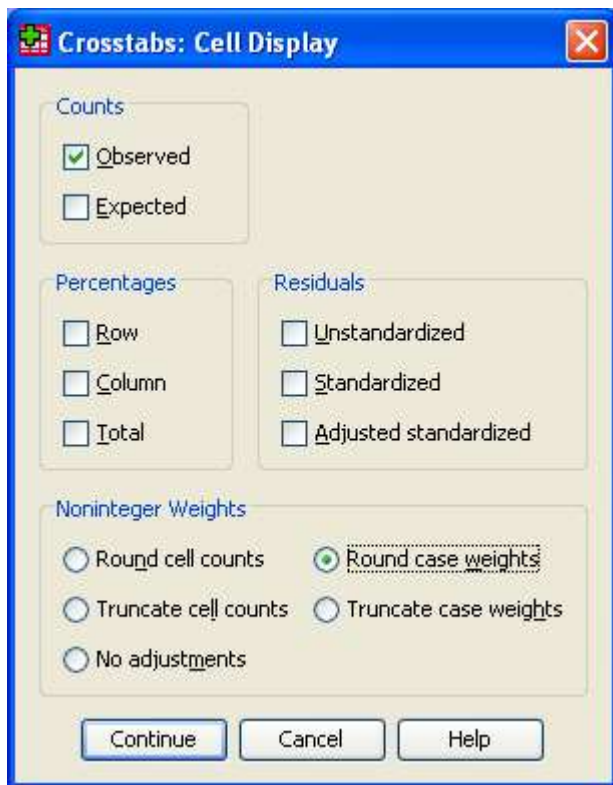 Crosstabs: Cell Display
Counts
Observed
Expected
Percentages
Row
Column
Total
Residuals
Unstandardized
Standardized
Adjusted standardized
Noninteger Weights
Round cell counts
Round case weights
Truncate cell counts
Truncate case weights
No adjustments
Continue
Cancel
Help